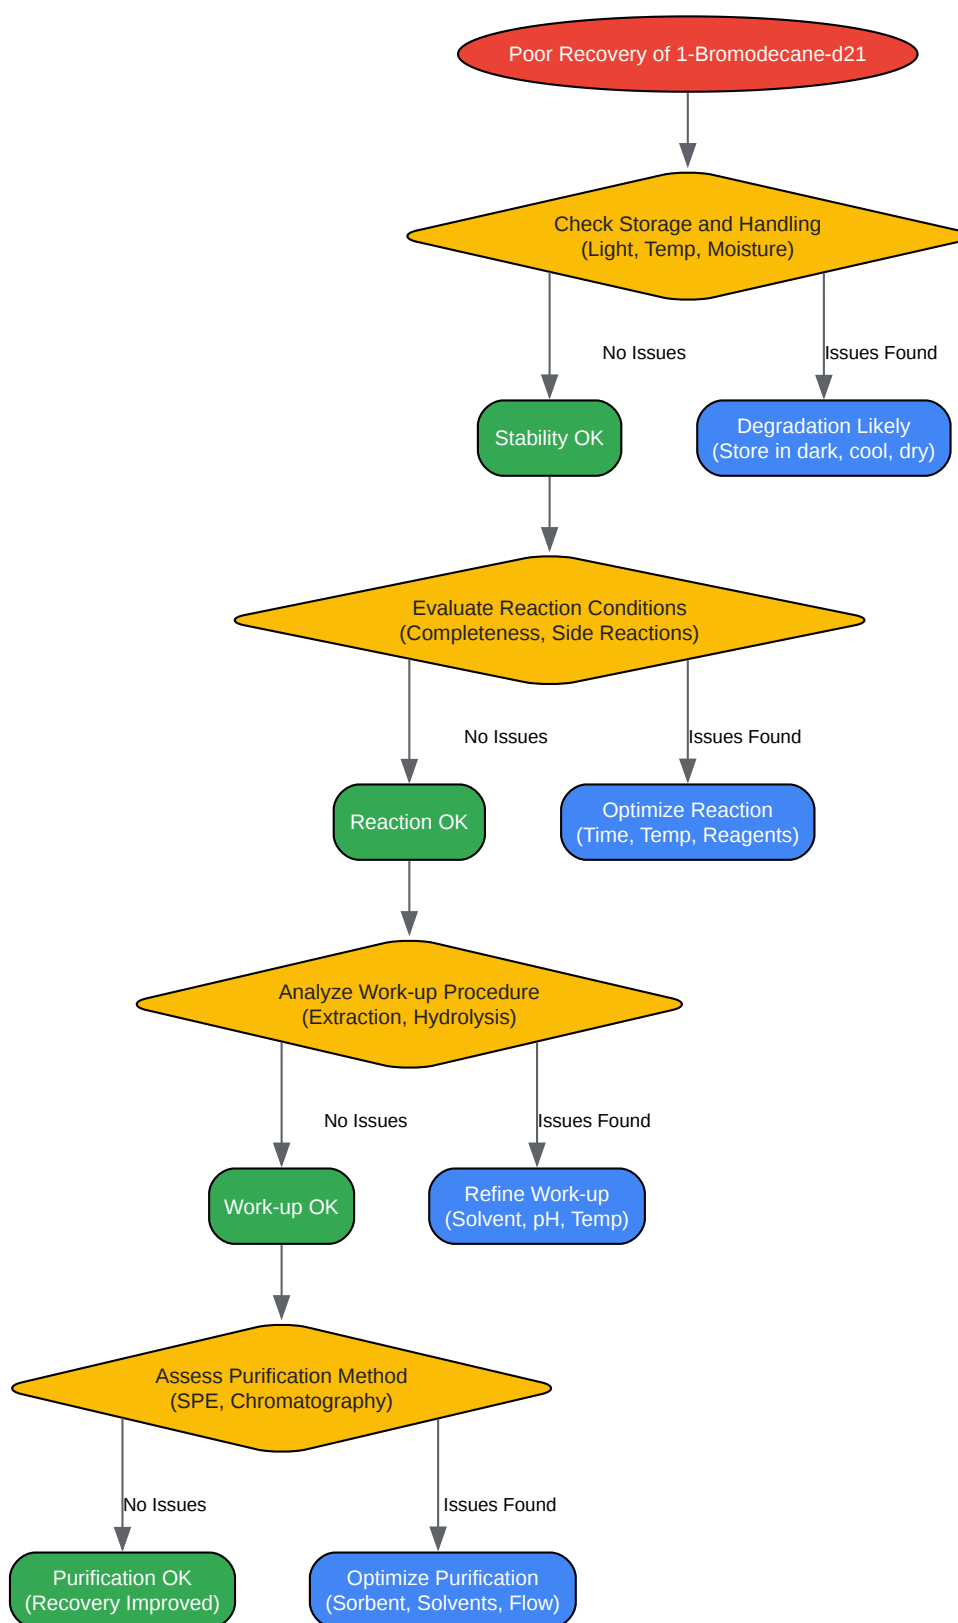 Poor Recovery of 1-Bromodecane-d21
Check Storage and Handling
(Light, Temp, Moisture)
No Issues
Issues Found
Stability OK
Degradation Likely
(Store in dark, cool, dry)
Evaluate Reaction Conditions
(Completeness, Side Reactions)
No Issues
Issues Found
Reaction OK
Optimize Reaction
(Time, Temp, Reagents)
Analyze Work-up Procedure
(Extraction, Hydrolysis)
No Issues
Issues Found
Work-up OK
Refine Work-up
(Solvent, pH, Temp)
Assess Purification Method
(SPE, Chromatography)
No Issues
Issues Found
Purification OK
(Recovery Improved)
Optimize Purification
(Sorbent, Solvents, Flow)